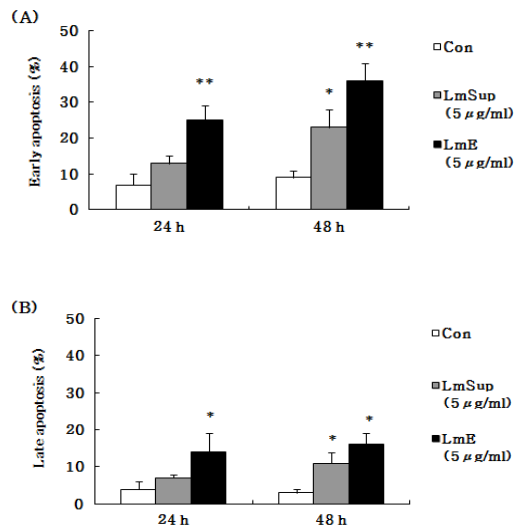 (A)
50
40
30
20
10
0
Early apoptosis (%)
**
*
**
24 h
48 h
Con
LmSup
(5 μg/ml)
LmE
(5 μg/ml)
(B)
50
40
30
20
10
0
Late apoptosis (%)
*
*
*
24 h
48 h
Con
LmSup
(5 μg/ml)
LmE
(5 μg/ml)